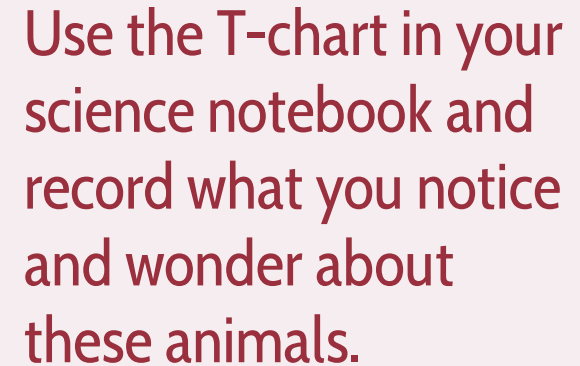 Use the T-chart in your
science notebook and
record what you notice
and wonder about
these animals.